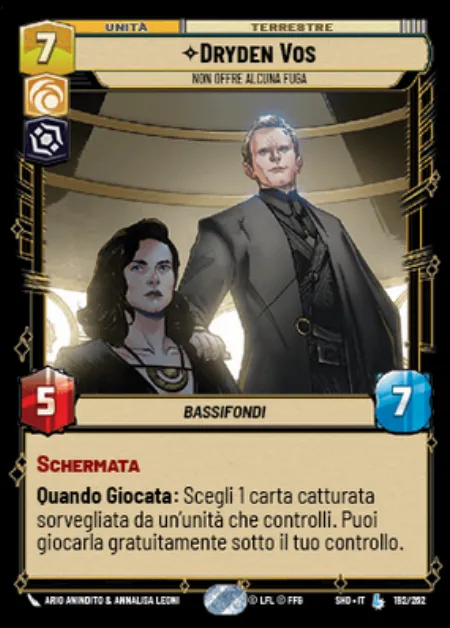 7
UNITÀ
TERRESTRE
✧DRYDEN VOS
NON OFFRE ALCUNA FUGA
5
BASSIFONDI
7
SCHERMATA
Quando Giocata: Scegli 1 carta catturata
sorvegliata da un'unità che controlli. Puoi
giocarla gratuitamente sotto il tuo controllo.
ARIO ANINDITO & ANNALISA LEONI
© LFL © FFG
SHD • IT
L
192/262